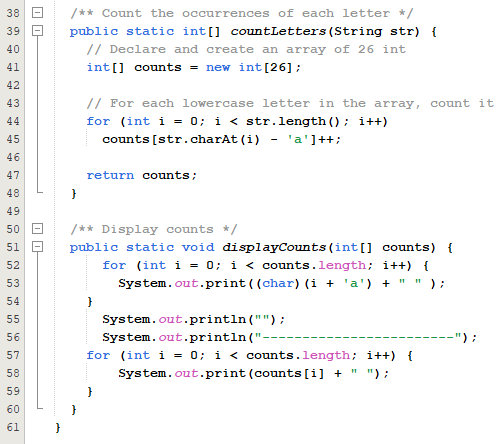 38 /** Count the occurrences of each letter */
39 public static int[] countLetters(String str) {
40 // Declare and create an array of 26 int
41 int[] counts = new int[26];
42
43 // For each lowercase letter in the array, count it
44 for (int i = 0; i < str.length(); i++)
45 counts[str.charAt(i) - 'a']++;
46
47 return counts;
48 }
49
50 /** Display counts */
51 public static void displayCounts(int[] counts) {
52 for (int i = 0; i < counts.length; i++) {
53 System.out.print((char)(i + 'a') + " " );
54 }
55 System.out.println("");
56 System.out.println("------------------------");
57 for (int i = 0; i < counts.length; i++) {
58 System.out.print(counts[i] + " ");
59 }
60 }
61 }